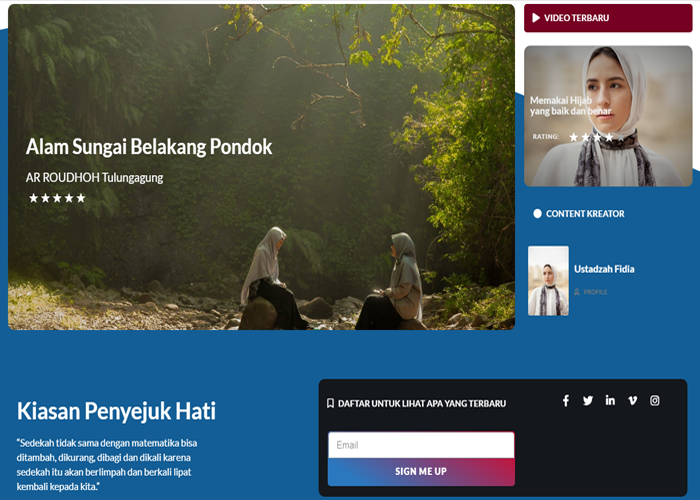 Alam Sungai Belakang Pondok
AR ROUDHOH Tulungagung
VIDEO TERBARU
Memakai Hijab
yang baik dan benar
RATING:
CONTENT KREATOR
Ustadzah Fidia
PROFILE
Kiasan Penyejuk Hati
“Sedekah tidak sama dengan matematika bisa
ditambah, dikurang, dibagi dan dikali karena
sedekah itu akan berlimpah dan berkali lipat
kembali kepada kita.”
DAFTAR UNTUK LIHAT APA YANG TERBARU
Email
SIGN ME UP